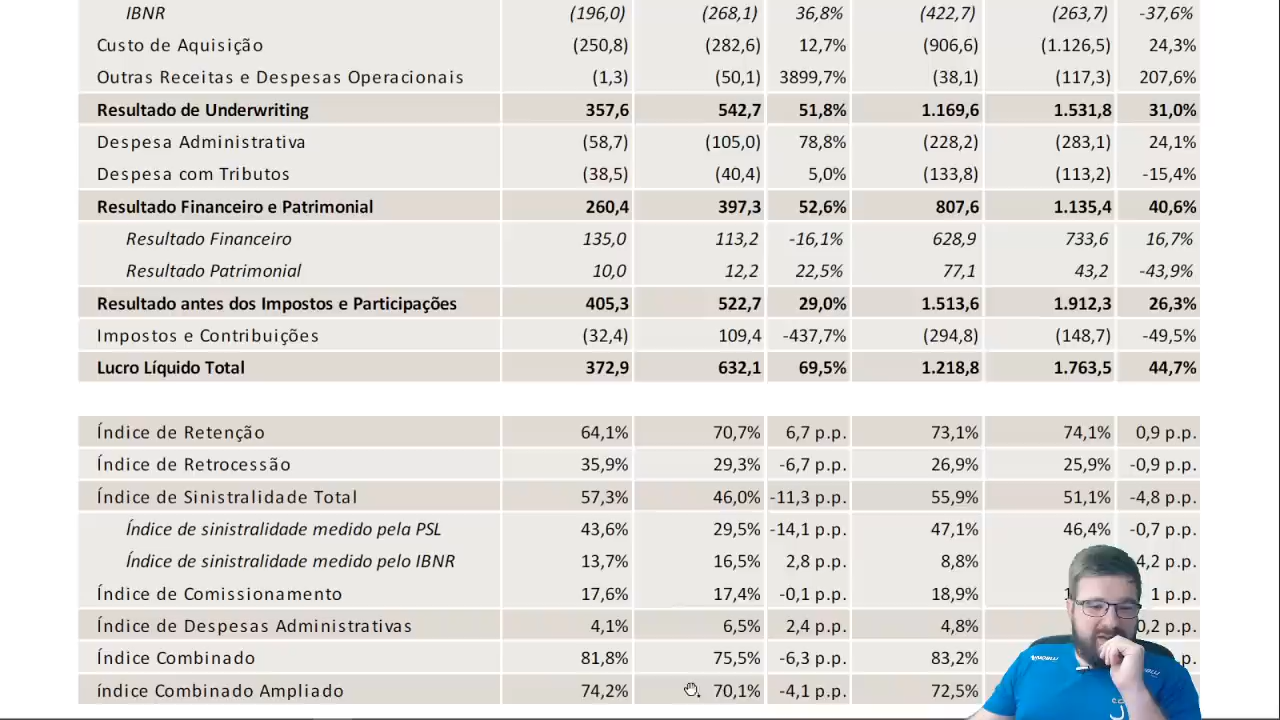 IBNR (196,0) (268,1) 36,8% (422,7) (263,7) -37,6%
Custo de Aquisição (250,8) (282,6) 12,7% (906,6) (1.126,5) 24,3%
Outras Receitas e Despesas Operacionais (1,3) (50,1) 3899,7% (38,1) (117,3) 207,6%
Resultado de Underwriting 357,6 542,7 51,8% 1.169,6 1.531,8 31,0%
Despesa Administrativa (58,7) (105,0) 78,8% (228,2) (283,1) 24,1%
Despesa com Tributos (38,5) (40,4) 5,0% (133,8) (113,2) -15,4%
Resultado Financeiro e Patrimonial 260,4 397,3 52,6% 807,6 1.135,4 40,6%
Resultado Financeiro 135,0 113,2 -16,1% 628,9 733,6 16,7%
Resultado Patrimonial 10,0 12,2 22,5% 77,1 43,2 -43,9%
Resultado antes dos Impostos e Participações 405,3 522,7 29,0% 1.513,6 1.912,3 26,3%
Impostos e Contribuições (32,4) 109,4 -437,7% (294,8) (148,7) -49,5%
Lucro Líquido Total 372,9 632,1 69,5% 1.218,8 1.763,5 44,7%
Índice de Retenção 64,1% 70,7% 6,7 p.p. 73,1% 74,1% 0,9 p.p.
Índice de Retrocessão 35,9% 29,3% -6,7 p.p. 26,9% 25,9% -0,9 p.p.
Índice de Sinistralidade Total 57,3% 46,0% -11,3 p.p. 55,9% 51,1% -4,8 p.p.
Índice de sinistralidade medido pela PSL 43,6% 29,5% -14,1 p.p. 47,1% 46,4% -0,7 p.p.
Índice de sinistralidade medido pelo IBNR 13,7% 16,5% 2,8 p.p. 8,8% 4,2 p.p.
Índice de Comissionamento 17,6% 17,4% -0,1 p.p. 18,9% 1 p.p.
Índice de Despesas Administrativas 4,1% 6,5% 2,4 p.p. 4,8% 0,2 p.p.
Índice Combinado 81,8% 75,5% -6,3 p.p. 83,2% p.p.
índice Combinado Ampliado 74,2% 70,1% -4,1 p.p. 72,5%